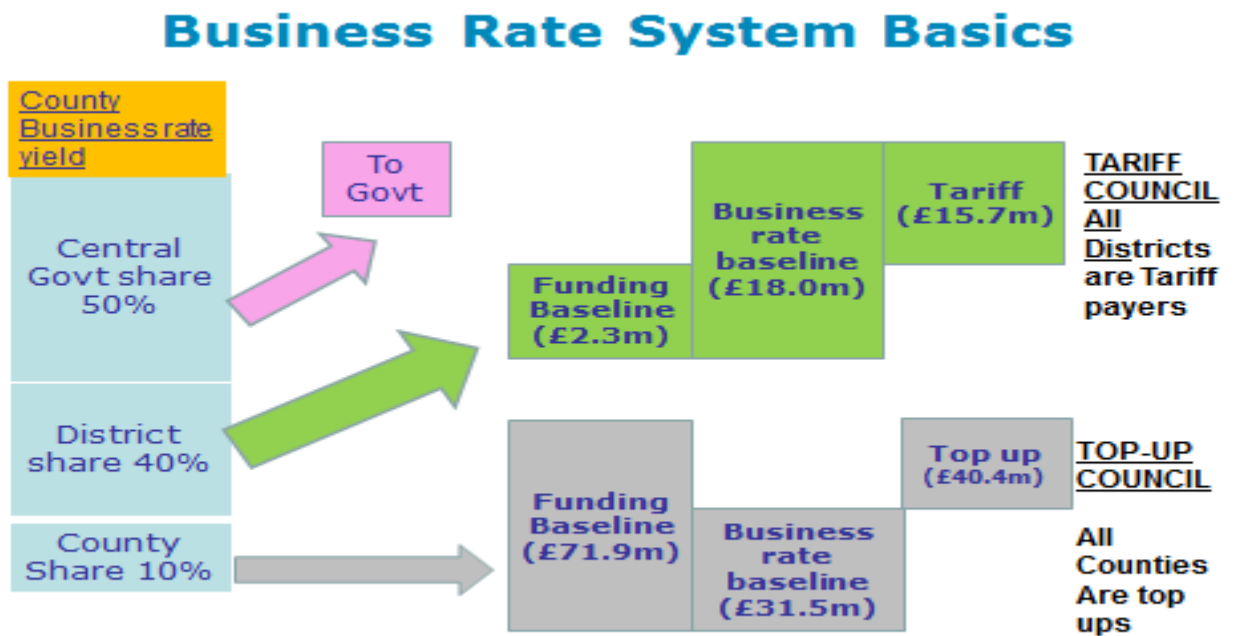 Business Rate System Basics
County
Business rate
yield
Central
Govt share
50%
District
share 40%
County
Share 10%
To
Govt
Funding
Baseline
(£2.3m)
Business
rate
baseline
(£18.0m)
Tariff
(£15.7m)
TARIFF
COUNCIL
All
Districts
are Tariff
payers
Funding
Baseline
(£71.9m)
Business
rate
baseline
(£31.5m)
Top up
(£40.4m)
TOP-UP
COUNCIL
All
Counties
Are top
ups